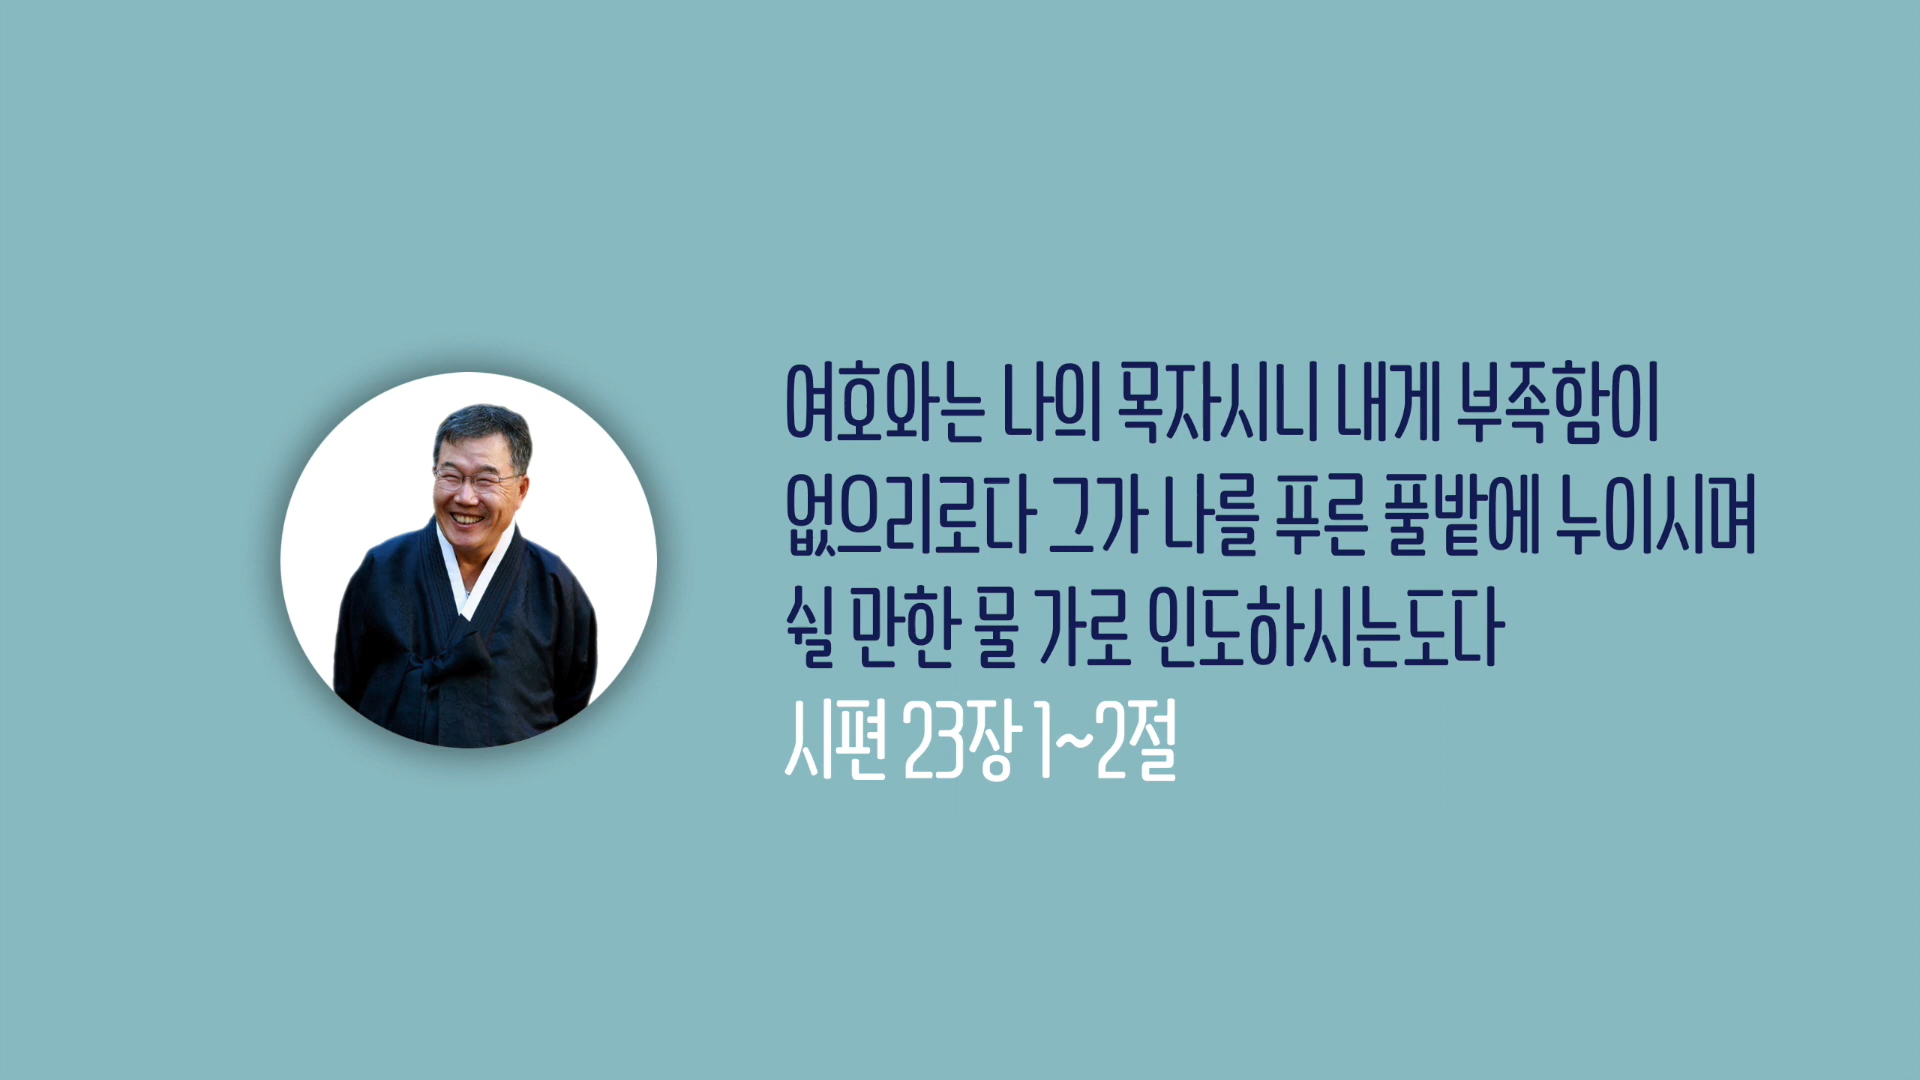 여호와는 나의 목자시니 내게 부족함이
없으리로다 그가 나를 푸른 풀밭에 누이시며
쉴 만한 물 가로 인도하시는도다
시편 23장 1~2절